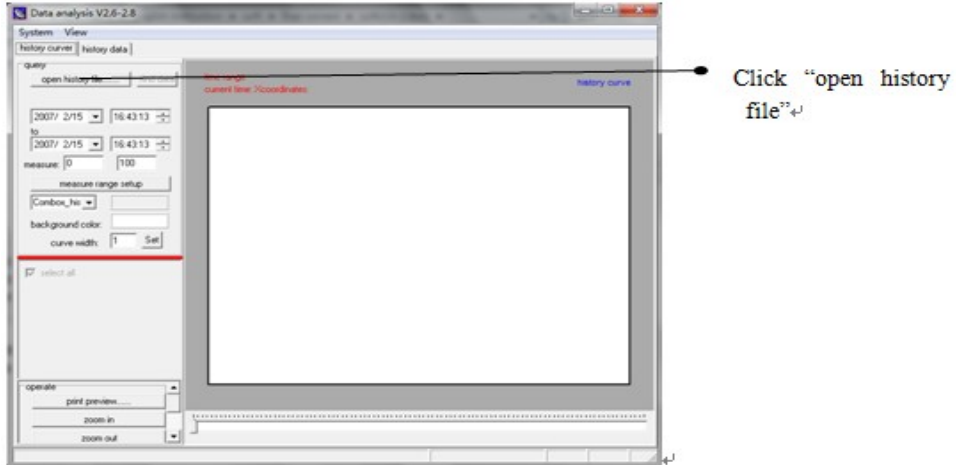 Data analysis V2.6-2.8
System View
history curver history data
query
open history file......
time range
current time: Xcoordinates:
history curve
Click “open history
file”
2007/ 2/15 16:43:13
to
2007/ 2/15 16:43:13
measure: 0 100
measure range setup
Combox_his
background color:
curve width: 1 Set
select all
operate
print preview......
zoom in
zoom out